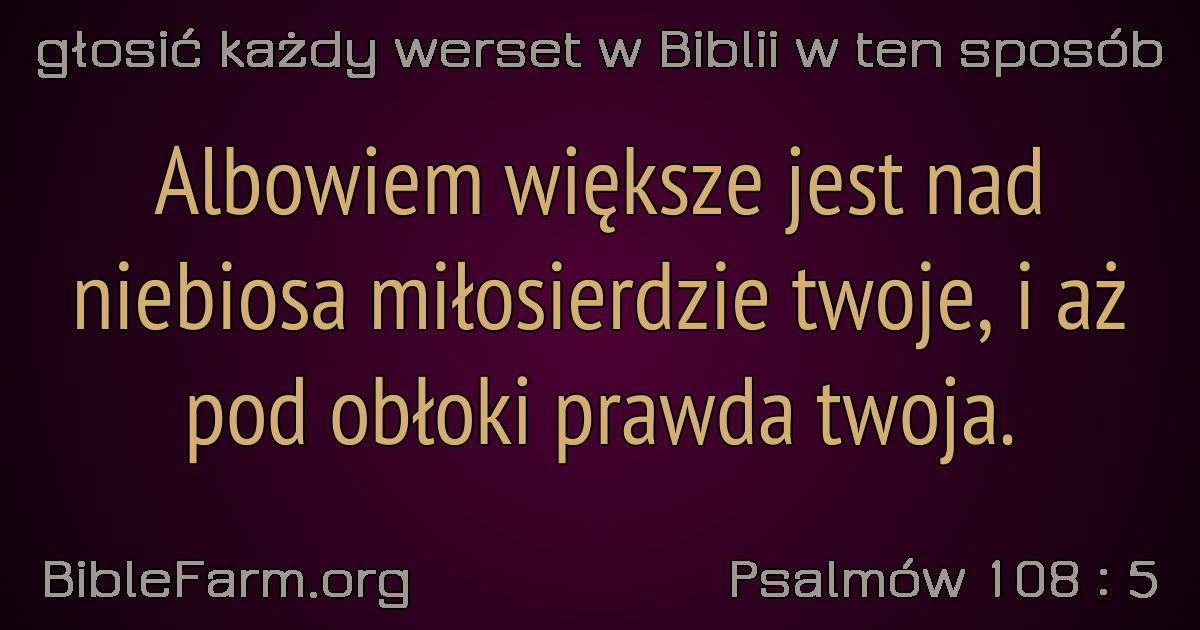 głosić każdy werset w Biblii w ten sposób
Albowiem większe jest nad
niebiosa miłosierdzie twoje, i aż
pod obłoki prawda twoja.
BibleFarm.org
Psalmów 108 : 5